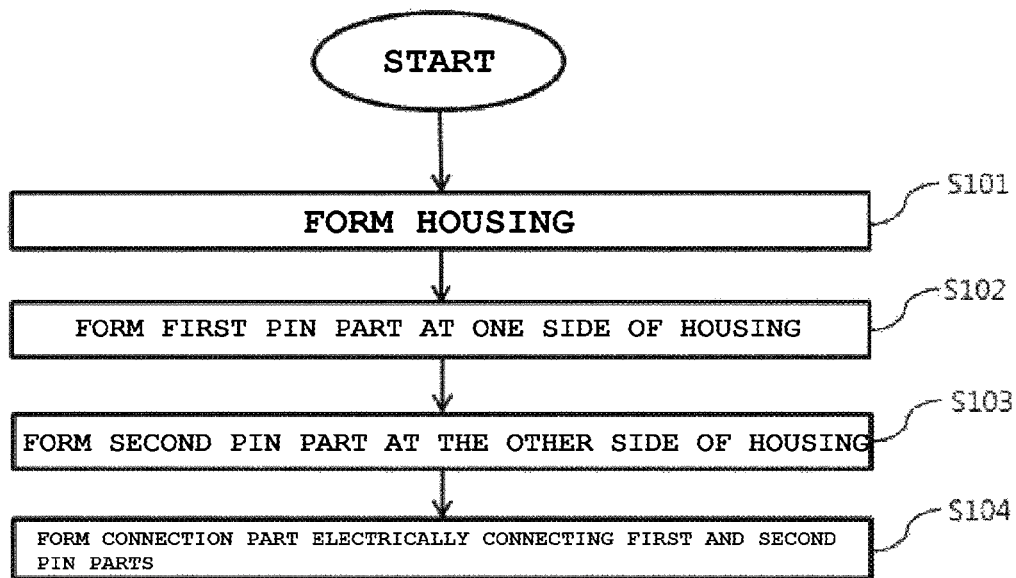 START
S101
FORM HOUSING
S102
FORM FIRST PIN PART AT ONE SIDE OF HOUSING
S103
FORM SECOND PIN PART AT THE OTHER SIDE OF HOUSING
S104
FORM CONNECTION PART ELECTRICALLY CONNECTING FIRST AND SECOND
PIN PARTS